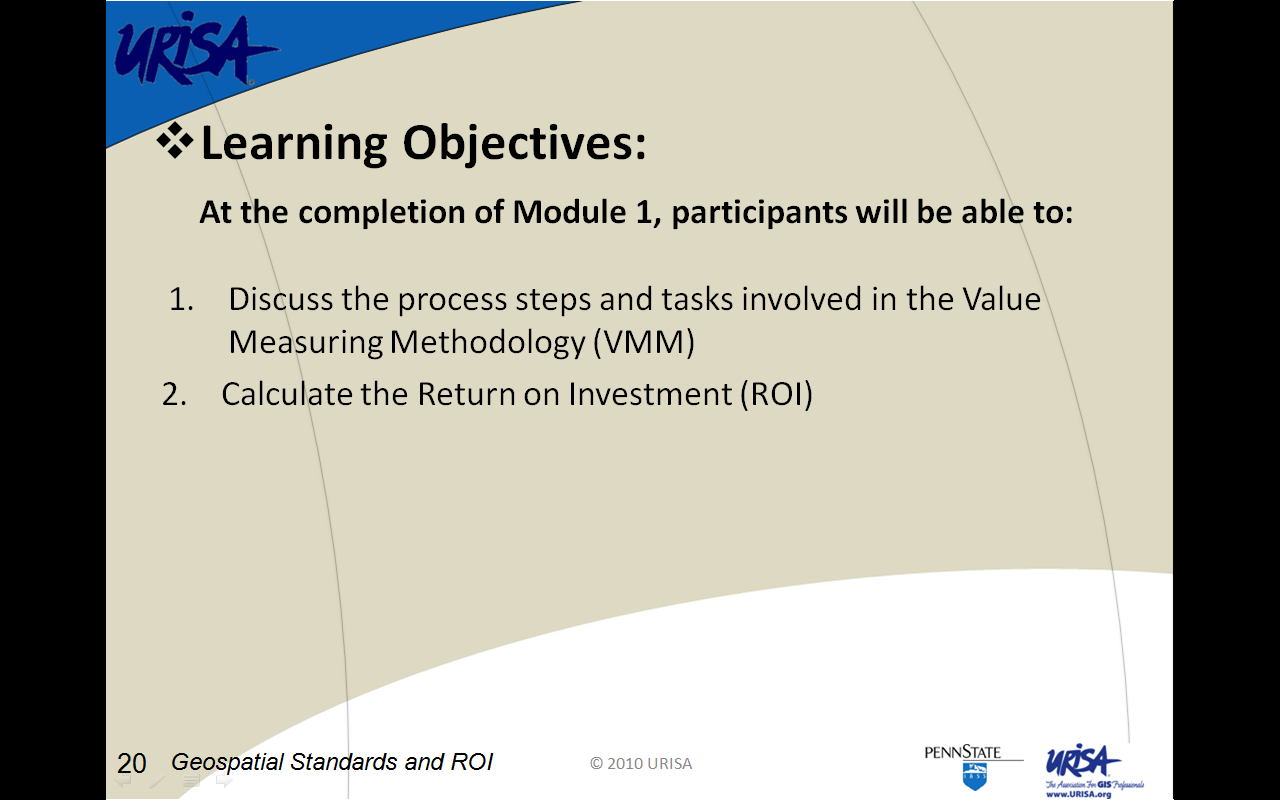 URISA
❖Learning Objectives:
At the completion of Module 1, participants will be able to:
1. Discuss the process steps and tasks involved in the Value
Measuring Methodology (VMM)
2. Calculate the Return on Investment (ROI)
20 Geospatial Standards and ROI © 2010 URISA
PENNSTATE
1855
URISA
The Association For GIS Professionals
www.URISA.org